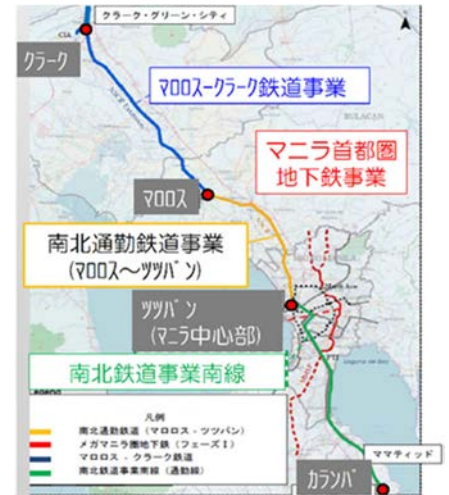 クラーク・グリーン・シティ
CIA
クラーク
マロロスークラーク鉄道事業
BULACAN
マニラ首都圏
地下鉄事業
マロロス
南北通勤鉄道事業
(マロロス～ツツバン)
ツツバン
(マニラ中心部)
南北鉄道事業南線
凡例
南北通勤鉄道（マロロス - ツツバン）
メガマニラ圏地下鉄（フェーズⅠ）
マロロス - クラーク鉄道
南北鉄道事業南線（通勤線）
ママティッド
カランバ